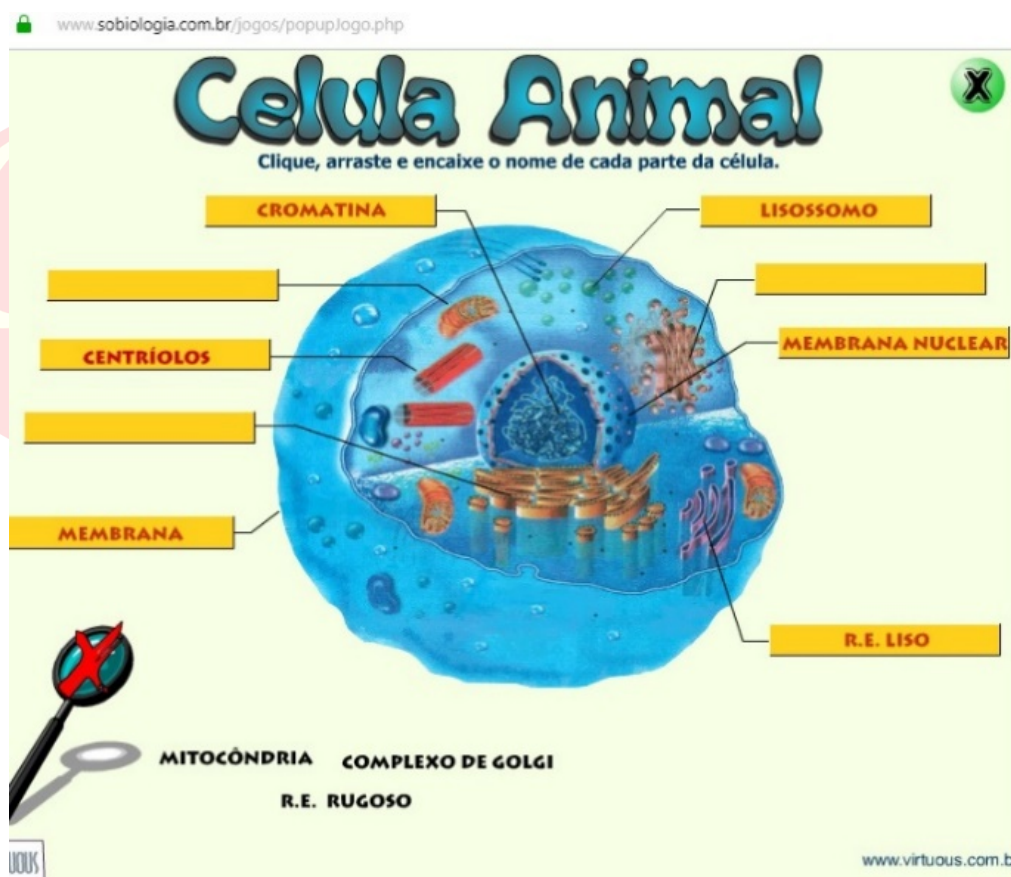 www.sobiologia.com.br/jogos/popupJogo.php
Celula Animal
X
Clique, arraste e encaixe o nome de cada parte da célula.
CROMATINA
LISOSSOMO
CENTRÍOLOS
MEMBRANA NUCLEAR
MEMBRANA
R.E. LISO
MITOCÔNDRIA
COMPLEXO DE GOLGI
R.E. RUGOSO
www.virtuous.com.b